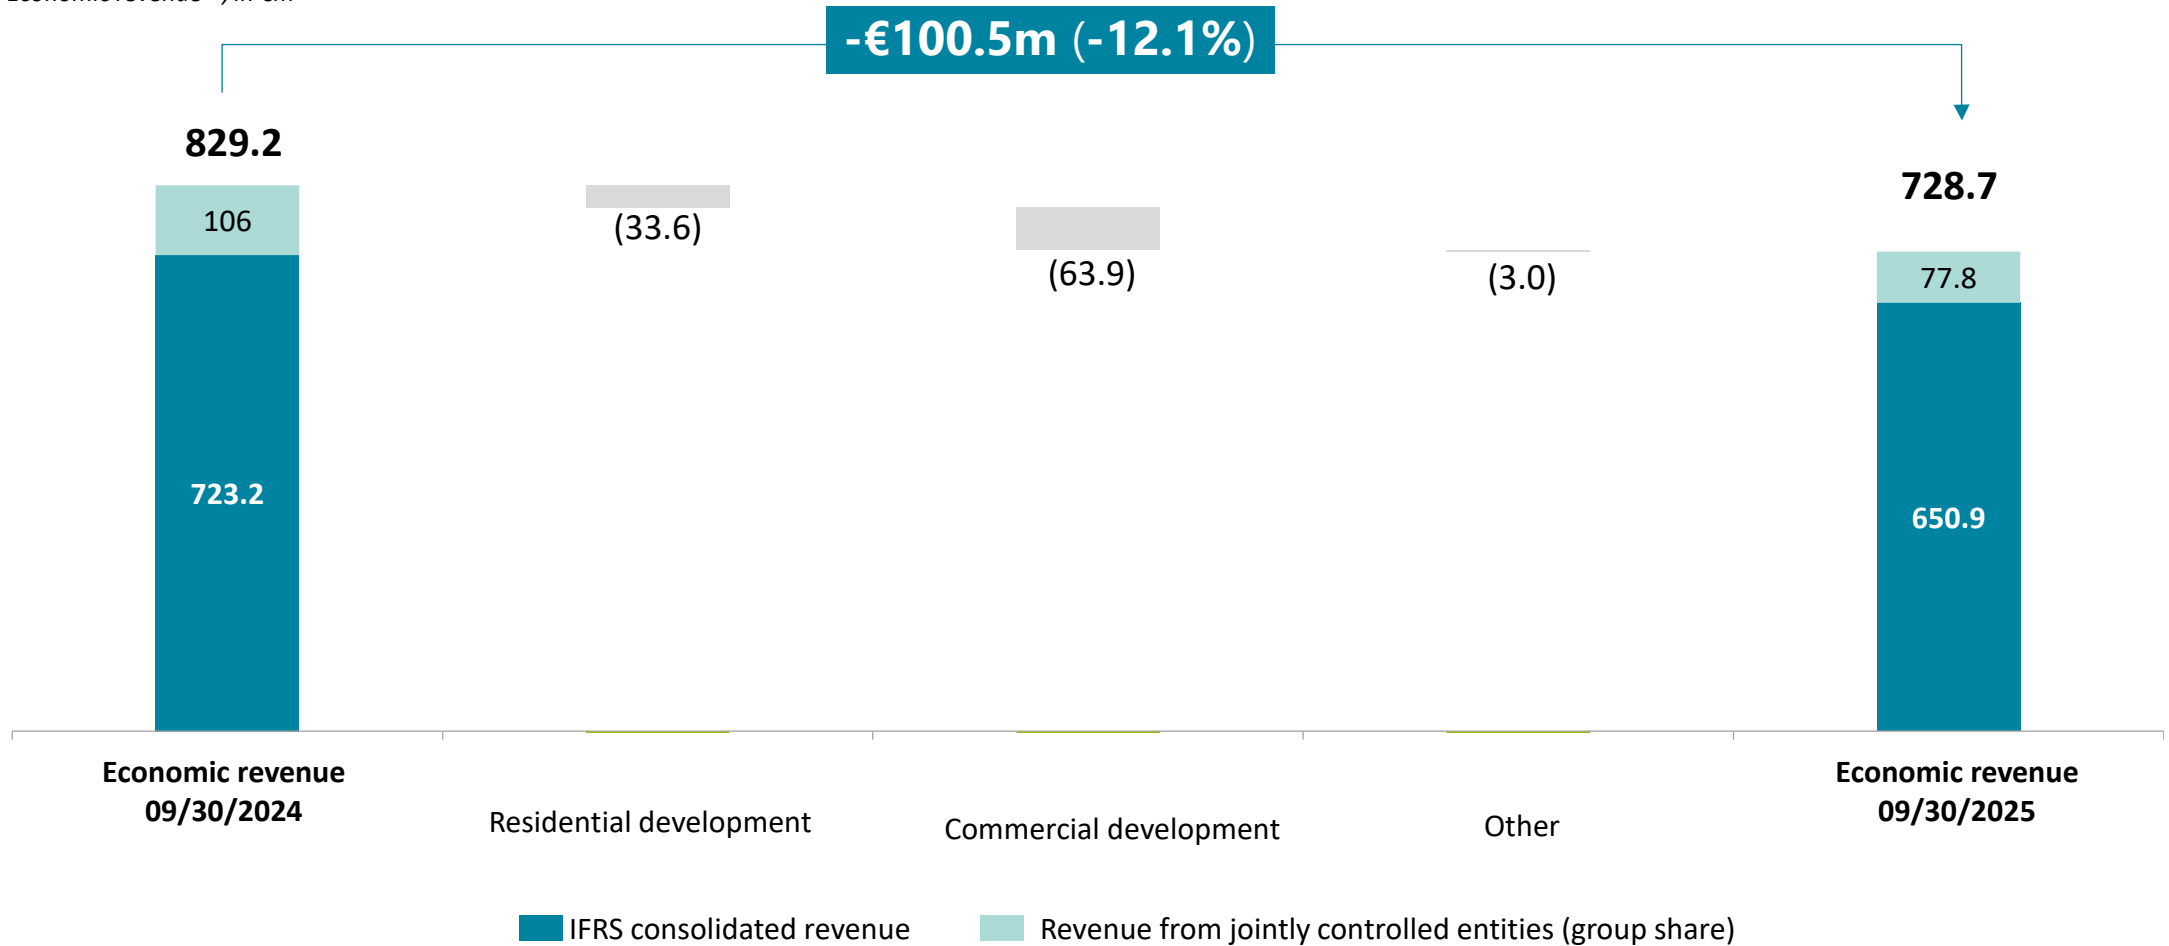 -€100.5m (-12.1%)
829.2
728.7
106
(33.6)
(63.9)
(3.0)
77.8
723.2
650.9
Economic revenue
09/30/2024
Residential development
Commercial development
Other
Economic revenue
09/30/2025
IFRS consolidated revenue
Revenue from jointly controlled entities (group share)